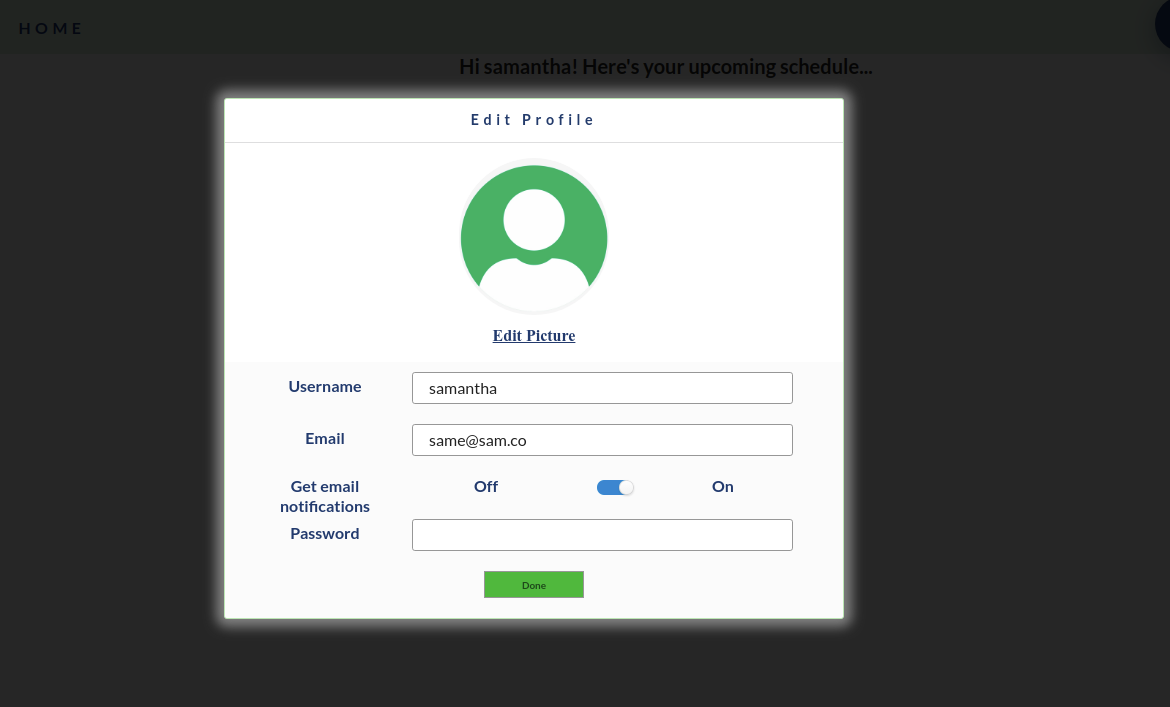 HOME
Hi samantha! Here's your upcoming schedule...
Edit Profile
Edit Picture
Username
samantha
Email
same@sam.co
Get email
notifications
Off
On
Password
Done